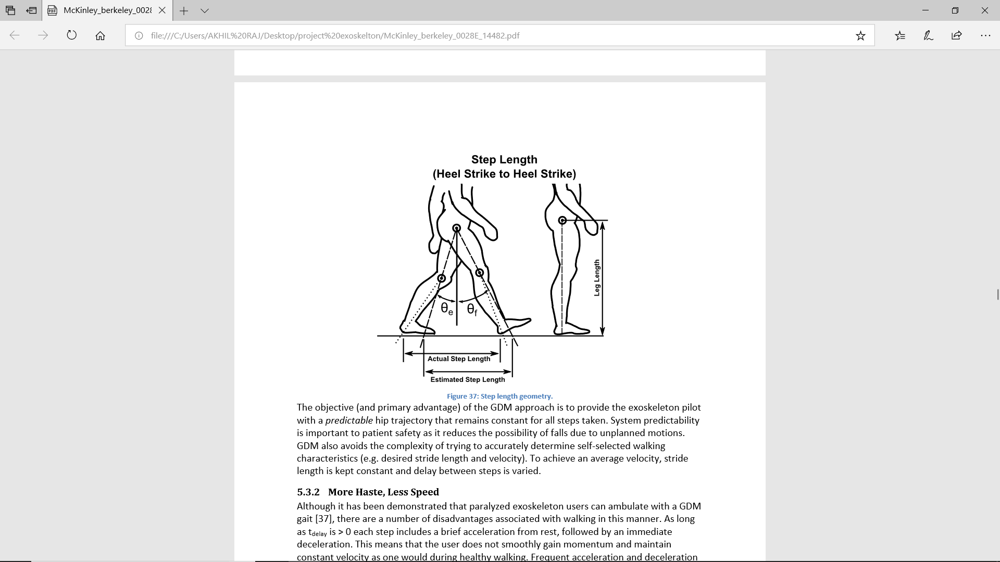 McKinley_berkeley_0028
file:///C:/Users/AKHIL%20RAJ/Desktop/project%20exoskelton/McKinley_berkeley_0028E_14482.pdf
Step Length
(Heel Strike to Heel Strike)
Leg Length
θe
θf
Actual Step Length
Estimated Step Length
Figure 37: Step length geometry.
The objective (and primary advantage) of the GDM approach is to provide the exoskeleton pilot
with a predictable hip trajectory that remains constant for all steps taken. System predictability
is important to patient safety as it reduces the possibility of falls due to unplanned motions.
GDM also avoids the complexity of trying to accurately determine self-selected walking
characteristics (e.g. desired stride length and velocity). To achieve an average velocity, stride
length is kept constant and delay between steps is varied.
5.3.2 More Haste, Less Speed
Although it has been demonstrated that paralyzed exoskeleton users can ambulate with a GDM
gait [37], there are a number of disadvantages associated with walking in this manner. As long
as tdelay is > 0 each step includes a brief acceleration from rest, followed by an immediate
deceleration. This means that the user does not smoothly gain momentum and maintain
constant velocity as one would during healthy walking. Frequent acceleration and deceleration